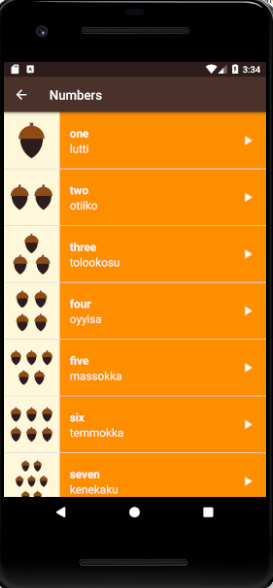 3:34
Numbers
one
lutti
two
otiiko
three
tolookosu
four
oyyisa
five
massokka
six
temmokka
seven
kenekaku